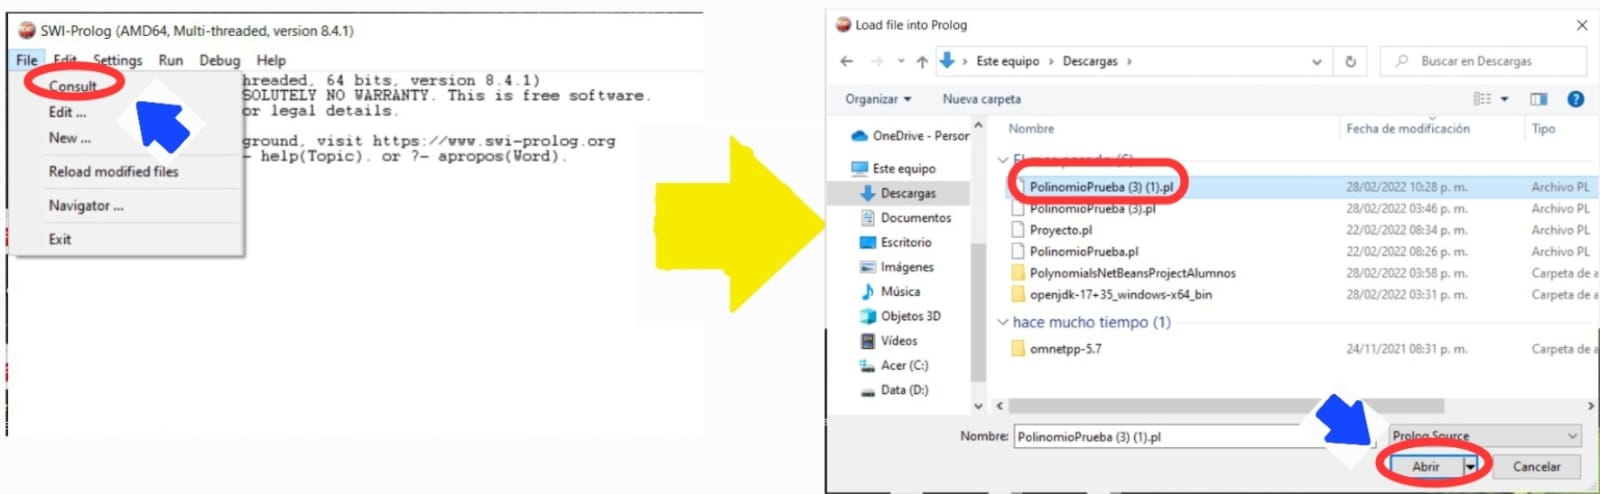 SWI-Prolog (AMD64, Multi-threaded, version 8.4.1)
File Edit Settings Run Debug Help
Consult
Edit ...
New ...
Reload modified files
Navigator ...
Exit
hreaded, 64 bits, version 8.4.1)
SOLUTELY NO WARRANTY. This is free software.
or legal details.
ground, visit https://www.swi-prolog.org
- help(Topic). or ?- apropos(Word).
Load file into Prolog
Este equipo › Descargas ›
Buscar en Descargas
Organizar Nueva carpeta
OneDrive - Person
Este equipo
Descargas
Documentos
Escritorio
Imágenes
Música
Objetos 3D
Vídeos
Acer (C:)
Data (D:)
Nombre Fecha de modificación Tipo
El mes pasado (6)
PolinomioPrueba (3) (1).pl 28/02/2022 10:28 p. m. Archivo PL
PolinomioPrueba (3).pl 28/02/2022 03:46 p. m. Archivo PL
Proyecto.pl 22/02/2022 08:34 p. m. Archivo PL
PolinomioPrueba.pl 22/02/2022 08:26 p. m. Archivo PL
PolynomialsNetBeansProjectAlumnos 28/02/2022 03:58 p. m. Carpeta de a
openjdk-17+35_windows-x64_bin 28/02/2022 03:31 p. m. Carpeta de a
hace mucho tiempo (1)
omnetpp-5.7 24/11/2021 08:31 p. m. Carpeta de a
Nombre: PolinomioPrueba (3) (1).pl Prolog Source
Abrir Cancelar